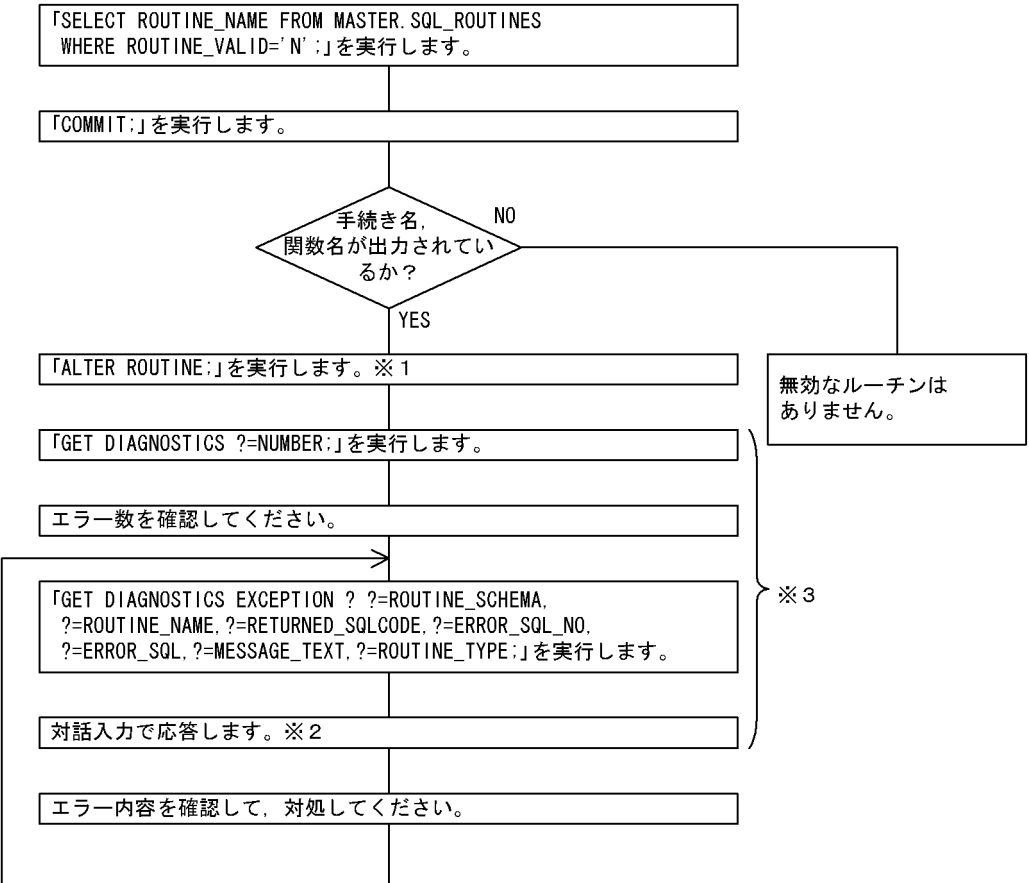 「SELECT ROUTINE_NAME FROM MASTER.SQL_ROUTINES
WHERE ROUTINE_VALID='N';」を実行します。
「COMMIT;」を実行します。
手続き名,
関数名が出力されてい
るか？
NO
YES
「ALTER ROUTINE;」を実行します。※１
無効なルーチンは
ありません。
「GET DIAGNOSTICS ?=NUMBER;」を実行します。
エラー数を確認してください。
「GET DIAGNOSTICS EXCEPTION ? ?=ROUTINE_SCHEMA,
?=ROUTINE_NAME,?=RETURNED_SQLCODE,?=ERROR_SQL_NO,
?=ERROR_SQL,?=MESSAGE_TEXT,?=ROUTINE_TYPE;」を実行します。
※３
対話入力で応答します。※２
エラー内容を確認して，対処してください。